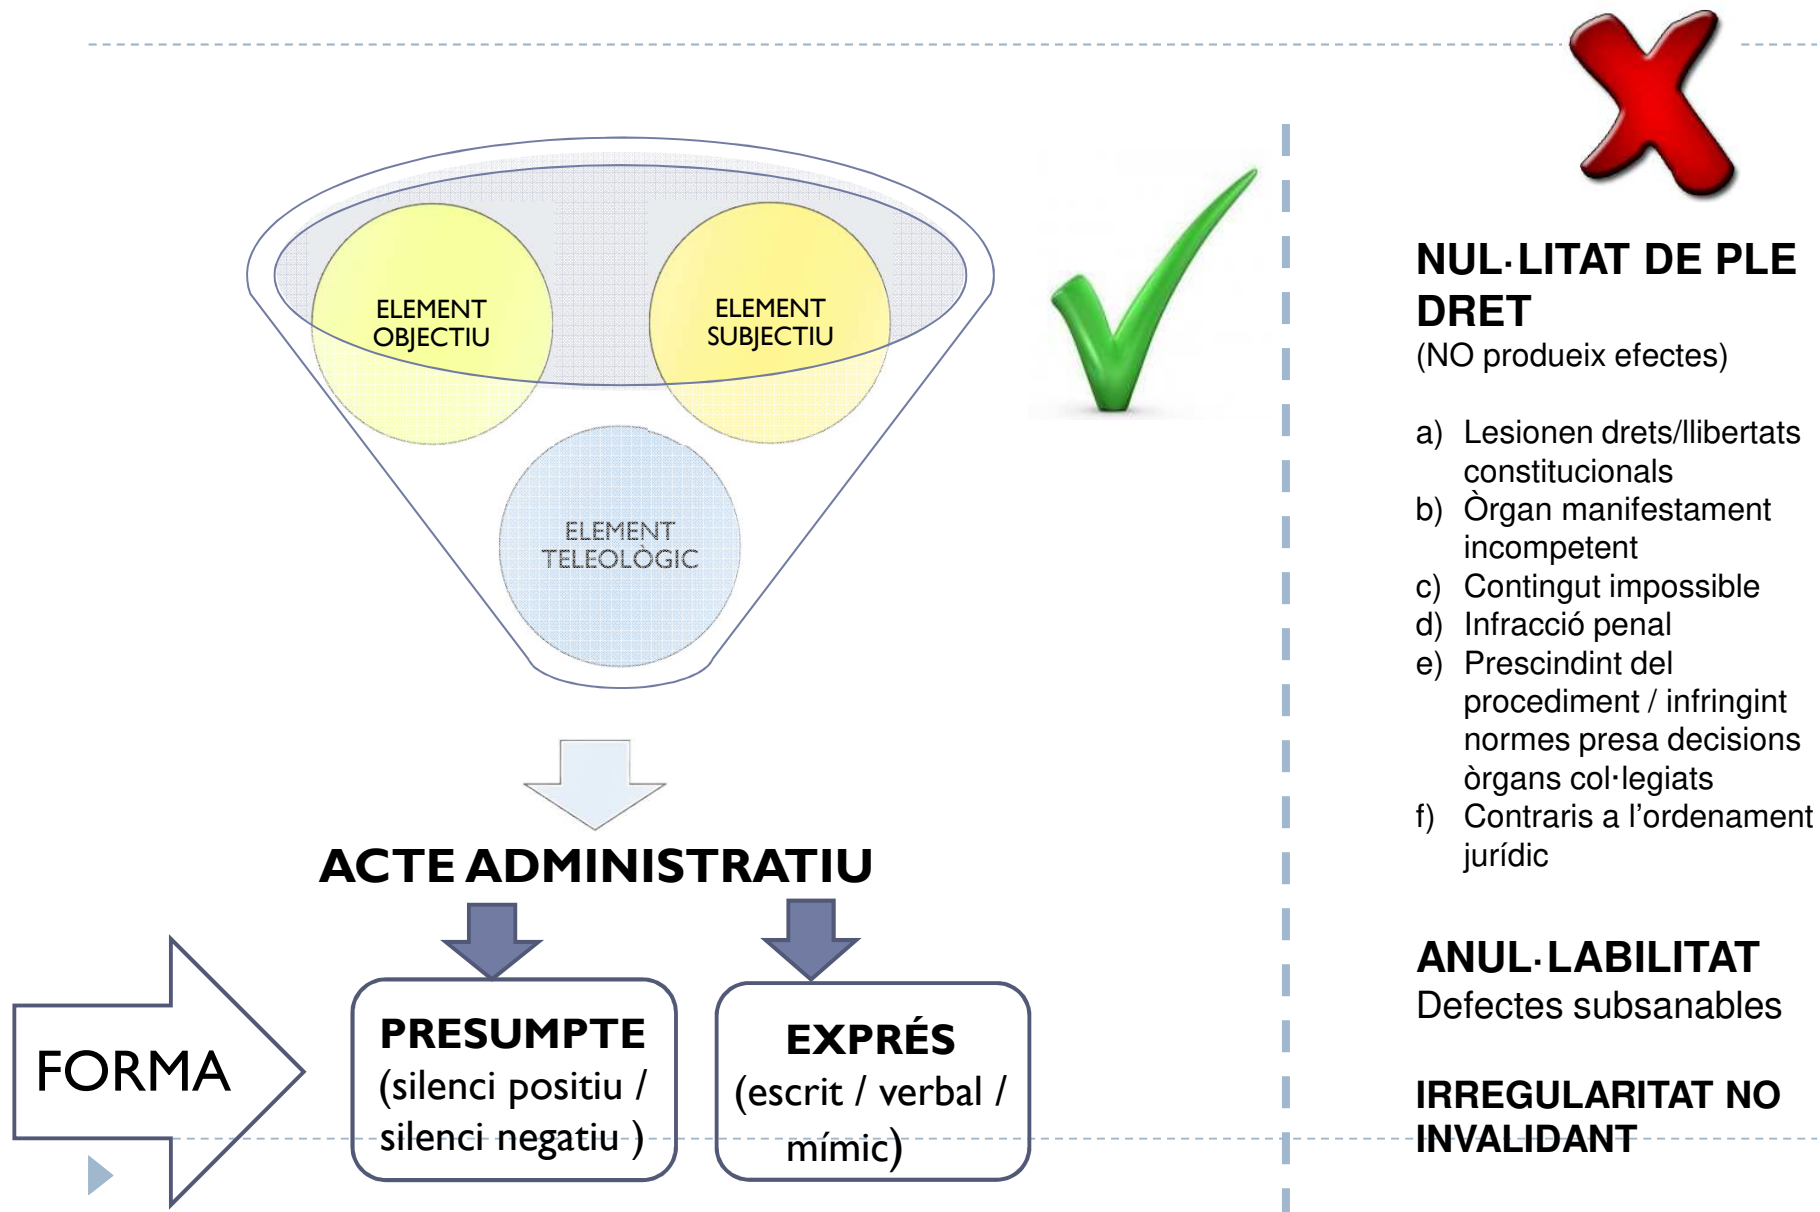 ELEMENT
OBJECTIU
ELEMENT
SUBJECTIU
ELEMENT
TELEOLÒGIC
ACTE ADMINISTRATIU
FORMA
PRESUMPTE
(silenci positiu /
silenci negatiu )
EXPRÉS
(escrit / verbal /
mímic)
NUL·LITAT DE PLE
DRET
(NO produeix efectes)
a) Lesionen drets/llibertats
constitucionals
b) Òrgan manifestament
incompetent
c) Contingut impossible
d) Infracció penal
e) Prescindint del
procediment / infringint
normes presa decisions
òrgans col·legiats
f) Contraris a l’ordenament
jurídic
ANUL·LABILITAT
Defectes subsanables
IRREGULARITAT NO
INVALIDANT